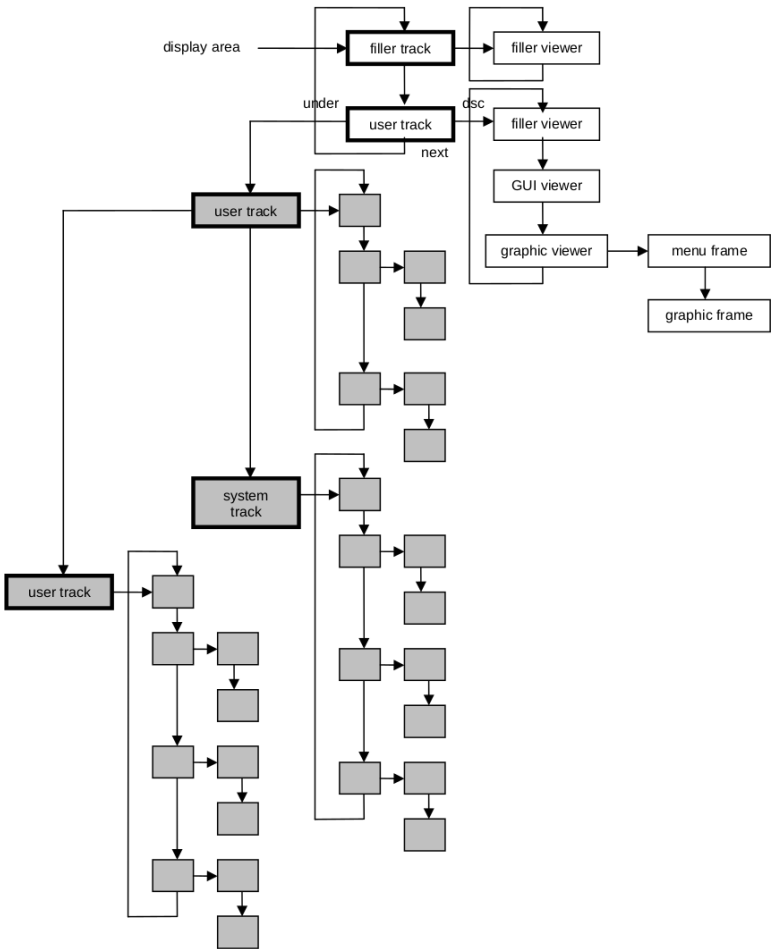 display area
filler track
filler viewer
under
dsc
user track
filler viewer
next
GUI viewer
user track
graphic viewer
menu frame
graphic frame
system
track
user track